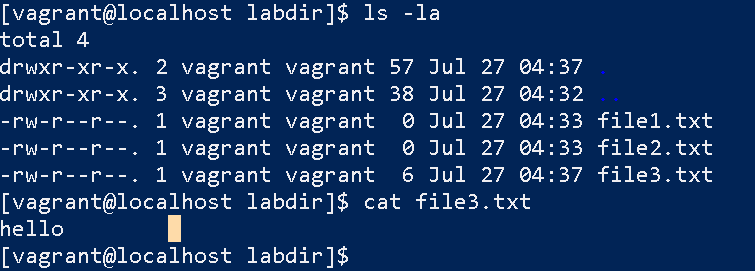 [vagrant@localhost labdir]$ ls -la
total 4
drwxr-xr-x. 2 vagrant vagrant 57 Jul 27 04:37 .
drwxr-xr-x. 3 vagrant vagrant 38 Jul 27 04:32 ..
-rw-r--r--. 1 vagrant vagrant  0 Jul 27 04:33 file1.txt
-rw-r--r--. 1 vagrant vagrant  0 Jul 27 04:33 file2.txt
-rw-r--r--. 1 vagrant vagrant  6 Jul 27 04:37 file3.txt
[vagrant@localhost labdir]$ cat file3.txt
hello
[vagrant@localhost labdir]$